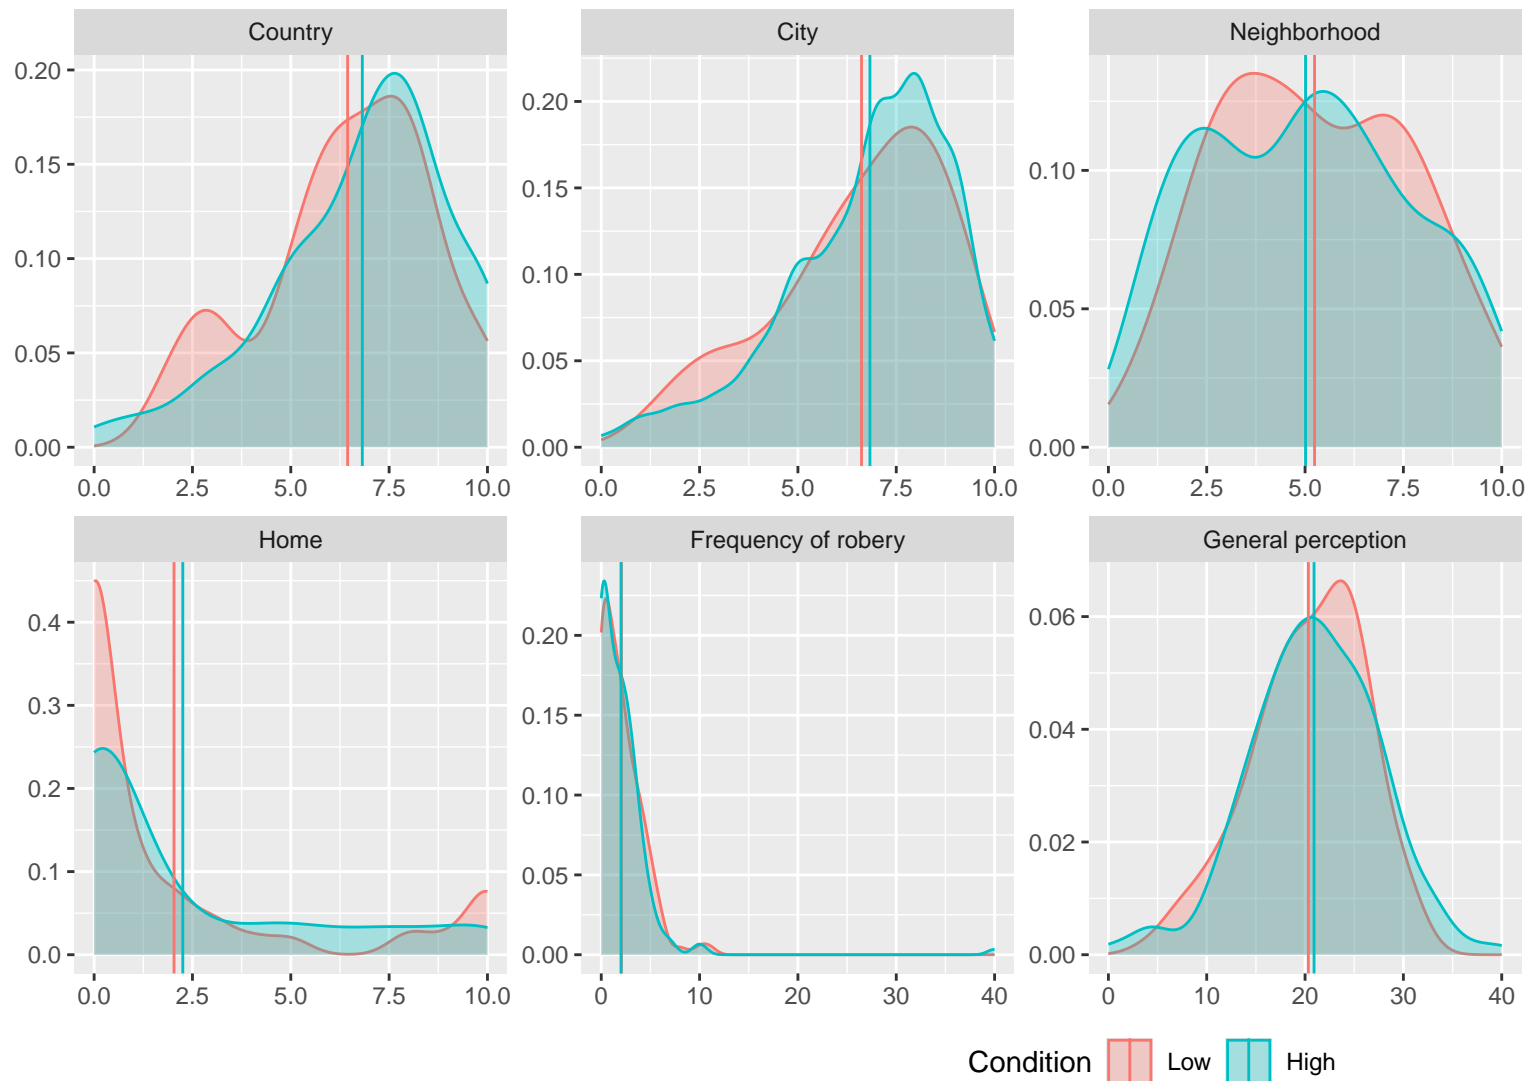 Country
City
Neighborhood
0.20
0.15
0.10
0.05
0.00
0.20
0.15
0.10
0.05
0.00
0.10
0.05
0.00
0.0 2.5 5.0 7.5 10.0
0.0 2.5 5.0 7.5 10.0
0.0 2.5 5.0 7.5 10.0
Home
Frequency of robery
General perception
0.4
0.3
0.2
0.1
0.0
0.20
0.15
0.10
0.05
0.00
0.06
0.04
0.02
0.00
0.0 2.5 5.0 7.5 10.0
0 10 20 30 40
0 10 20 30 40
Condition Low High